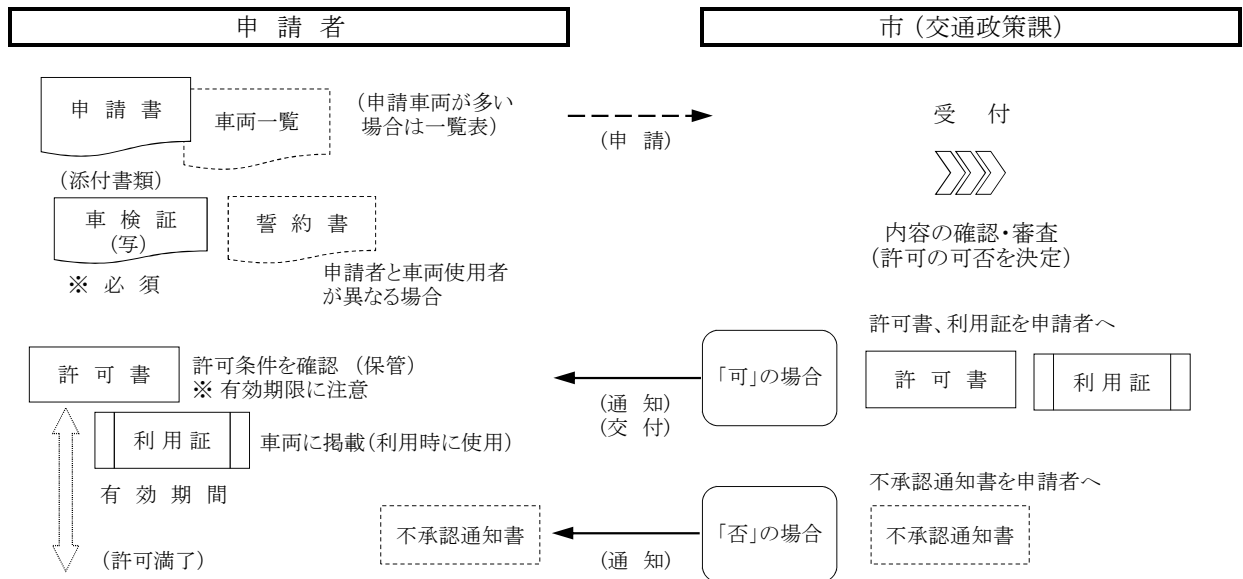 申 請 者
市（交通政策課）
申 請 書
車両一覧
（申請車両が多い
場合は一覧表）
（申 請）
受 付
（添付書類）
車 検 証
（写）
※ 必 須
誓 約 書
申請者と車両使用者
が異なる場合
内容の確認・審査
（許可の可否を決定）
許可書、利用証を申請者へ
許 可 書
許可条件を確認 （保管）
※ 有効期限に注意
（通 知）
（交 付）
「可」の場合
許 可 書
利 用 証
利 用 証
車両に掲載（利用時に使用）
有 効 期 間
（許可満了）
不承認通知書を申請者へ
不承認通知書
（通 知）
「否」の場合
不承認通知書